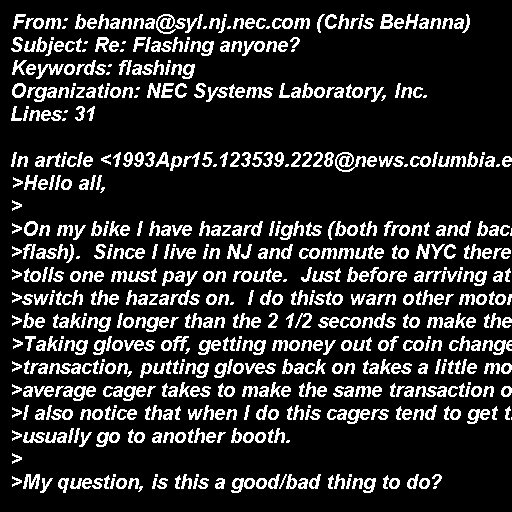 From: behanna@syl.nj.nec.com (Chris BeHanna)
Subject: Re: Flashing anyone?
Keywords: flashing
Organization: NEC Systems Laboratory, Inc.
Lines: 31

In article <1993Apr15.123539.2228@news.columbia.e
>Hello all,
>
>On my bike I have hazard lights (both front and back
>flash).  Since I live in NJ and commute to NYC there
>tolls one must pay on route.  Just before arriving at
>switch the hazards on.  I do thisto warn other motor
>be taking longer than the 2 1/2 seconds to make the
>Taking gloves off, getting money out of coin change
>transaction, putting gloves back on takes a little mo
>average cager takes to make the same transaction o
>I also notice that when I do this cagers tend to get t
>usually go to another booth.
>
>My question, is this a good/bad thing to do?